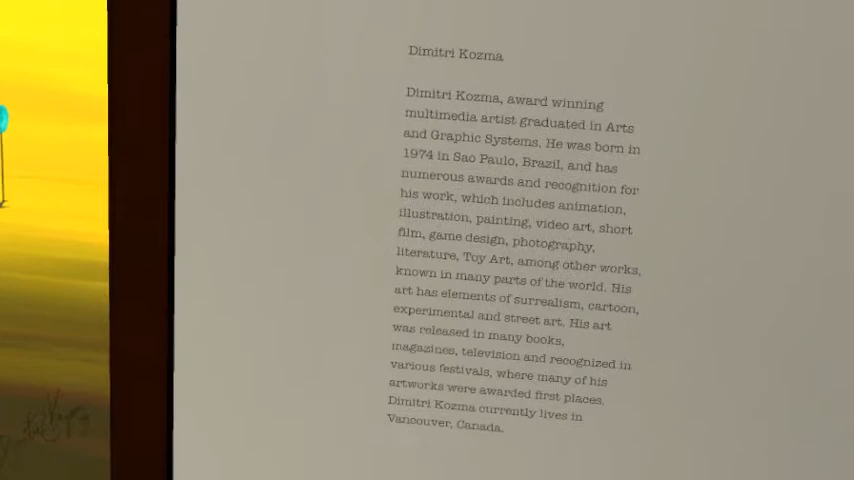 Dimitri Kozma
Dimitri Kozma, award winning
multimedia artist graduated in Arts
and Graphic Systems. He was born in
1974 in Sao Paulo, Brazil, and has
numerous awards and recognition for
his work, which includes animation,
illustration, painting, video art, short
film, game design, photography,
literature, Toy Art, among other works,
known in many parts of the world. His
art has elements of surrealism, cartoon,
experimental and street art. His art
was released in many books,
magazines, television and recognized in
various festivals, where many of his
artworks were awarded first places.
Dimitri Kozma currently lives in
Vancouver, Canada.